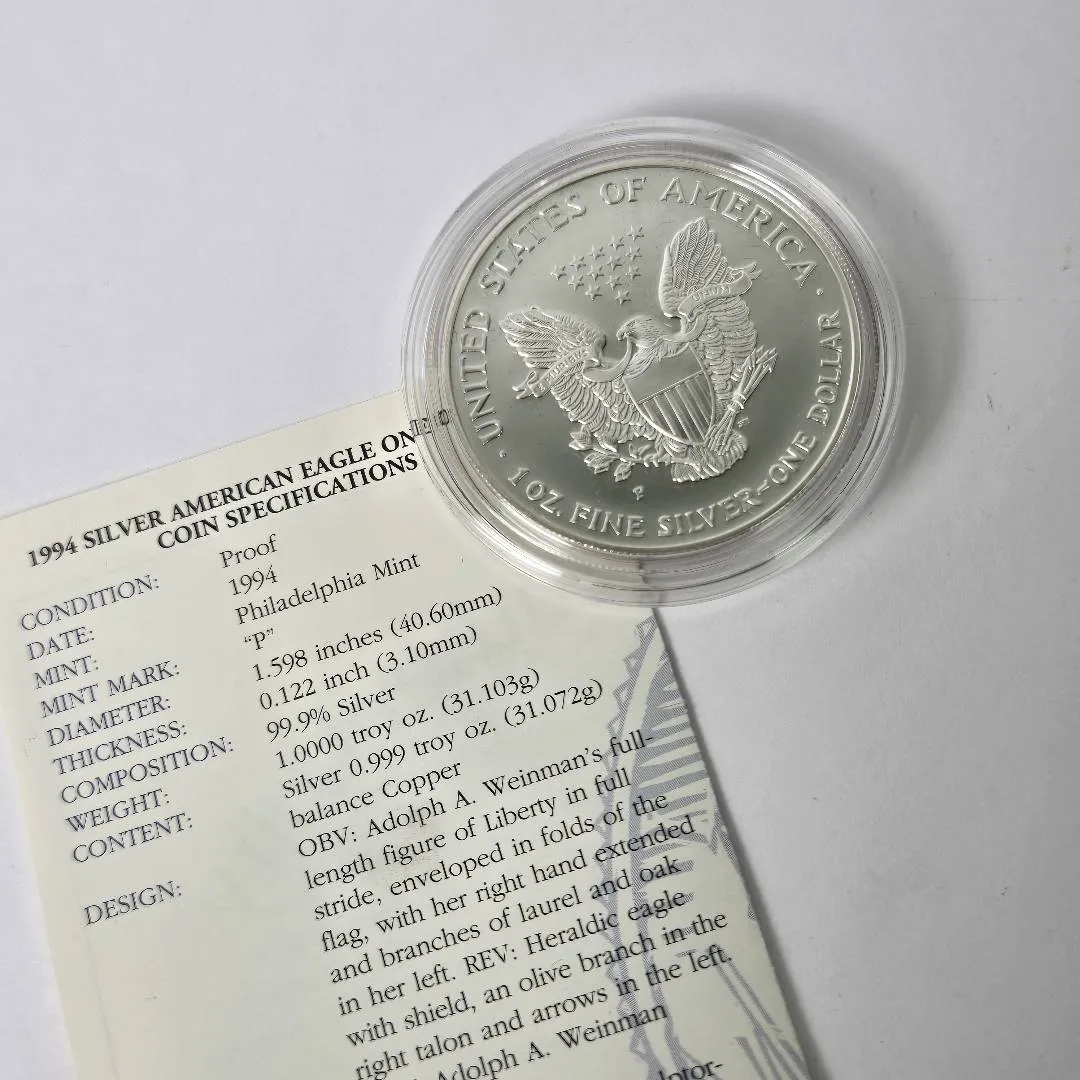 UNITED STATES OF AMERICA
UNUM
1 OZ. FINE SILVER~ONE DOLLAR
P
1994 SILVER AMERICAN EAGLE ON
COIN SPECIFICATIONS
CONDITION: Proof
DATE: 1994
MINT: Philadelphia Mint
MINT MARK: “P”
DIAMETER: 1.598 inches (40.60mm)
THICKNESS: 0.122 inch (3.10mm)
COMPOSITION: 99.9% Silver
WEIGHT: 1.0000 troy oz. (31.103g)
CONTENT: Silver 0.999 troy oz. (31.072g)
balance Copper
DESIGN: OBV: Adolph A. Weinman's full-
length figure of Liberty in full
stride, enveloped in folds of the
flag, with her right hand extended
and branches of laurel and oak
in her left. REV: Heraldic eagle
with shield, an olive branch in the
right talon and arrows in the left.
Adolph A. Weinman